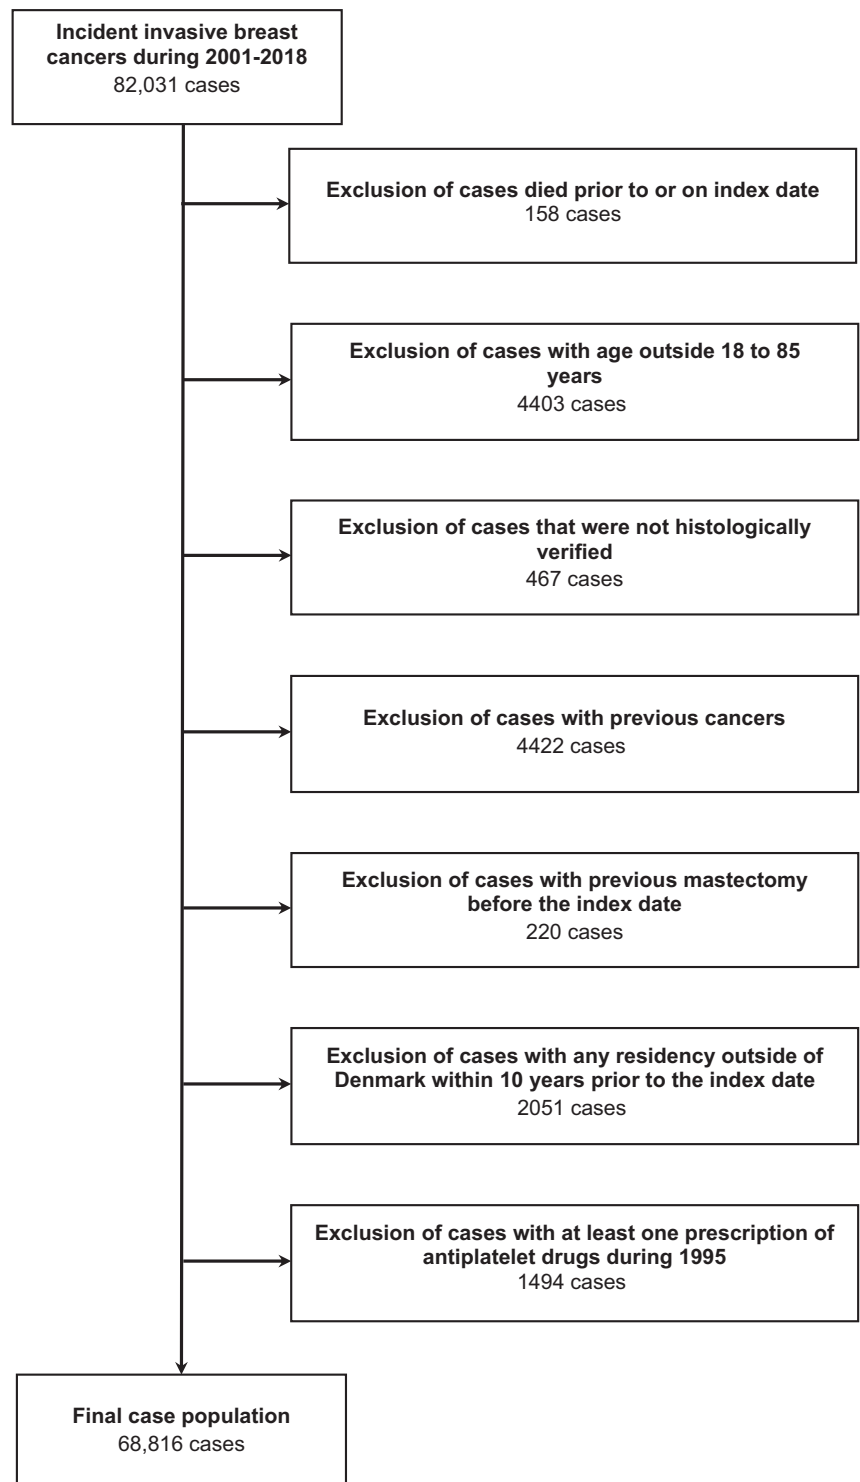 Incident invasive breast
cancers during 2001-2018
82,031 cases
Exclusion of cases died prior to or on index date
158 cases
Exclusion of cases with age outside 18 to 85
years
4403 cases
Exclusion of cases that were not histologically
verified
467 cases
Exclusion of cases with previous cancers
4422 cases
Exclusion of cases with previous mastectomy
before the index date
220 cases
Exclusion of cases with any residency outside of
Denmark within 10 years prior to the index date
2051 cases
Exclusion of cases with at least one prescription of
antiplatelet drugs during 1995
1494 cases
Final case population
68,816 cases